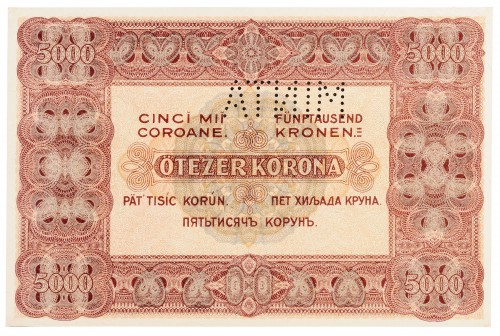 5000 5000
MINTA
CINCI MII
COROANE.
FÜNFTAUSEND
KRONEN.
ÖTEZER KORONA
PÄT TISÍC KORUN.
ПЕТ ХИЉАДА КРУНА.
ПЯТЬТИСЯЧЪ КОРУНЪ.
5000 5000